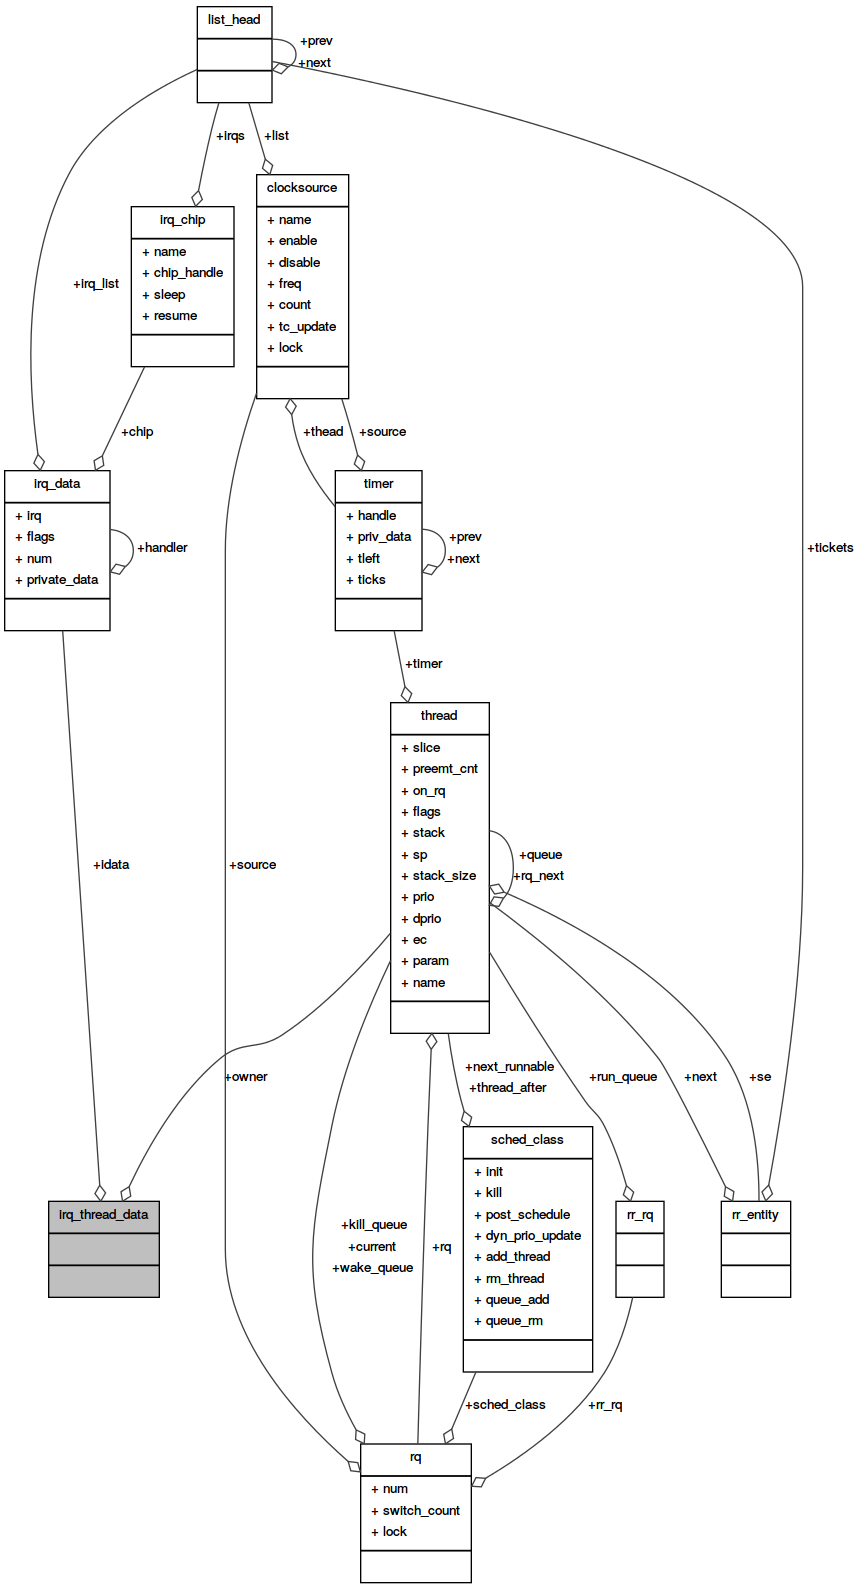 list_head
+prev
+next
+irqs
+list
clocksource
+ name
+ enable
+ disable
+ freq
+ count
+ tc_update
+ lock
irq_chip
+ name
+ chip_handle
+ sleep
+ resume
+irq_list
+chip
+thead
+source
irq_data
+ irq
+ flags
+ num
+ private_data
+handler
timer
+ handle
+ priv_data
+ tleft
+ ticks
+prev
+next
+tickets
+timer
thread
+ slice
+ preemt_cnt
+ on_rq
+ flags
+ stack
+ sp
+ stack_size
+ prio
+ dprio
+ ec
+ param
+ name
+queue
+rq_next
+idata
+source
+owner
+next_runnable
+thread_after
+run_queue
+next
+se
sched_class
+ init
+ kill
+ post_schedule
+ dyn_prio_update
+ add_thread
+ rm_thread
+ queue_add
+ queue_rm
irq_thread_data
rr_rq
rr_entity
+kill_queue
+current
+wake_queue
+rq
+sched_class
+rr_rq
rq
+ num
+ switch_count
+ lock